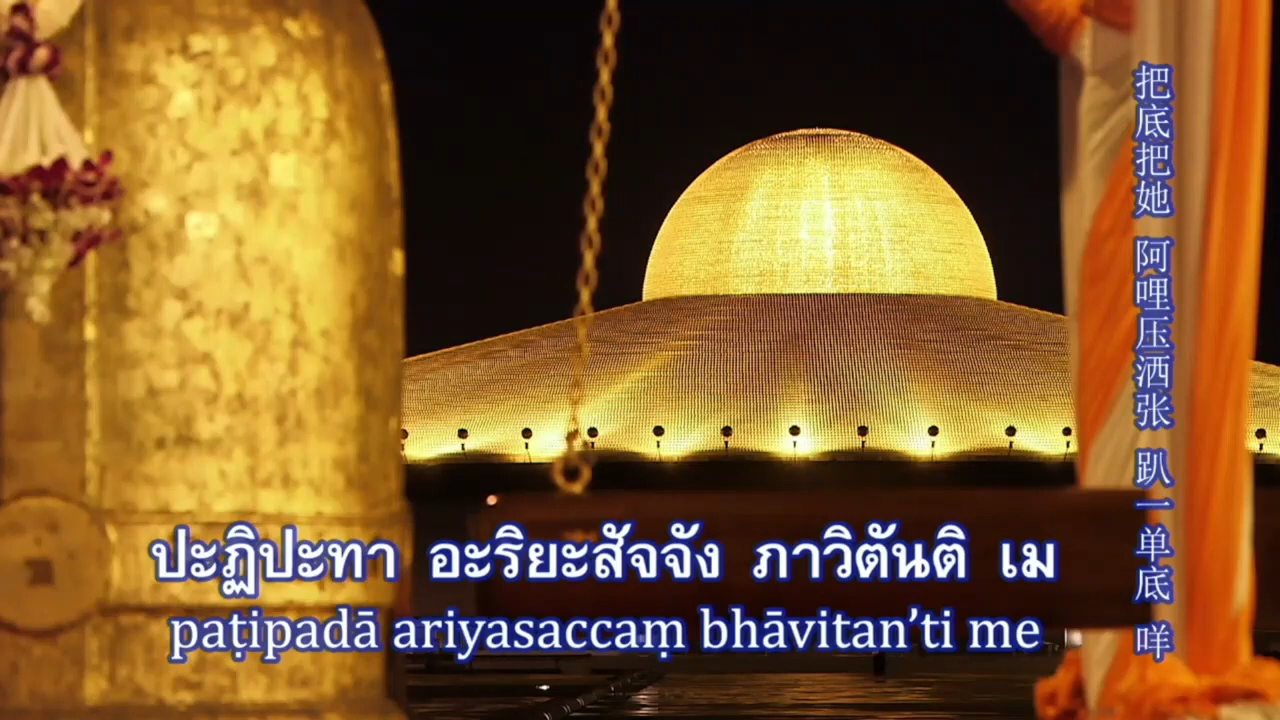 ปะฏิปะทา อะริยะสัจจัง ภาวิตันติ เม
paṭipadā ariyasaccaṃ bhāvitan’ti me
把底把她 阿哩压洒张 趴一单底 咩